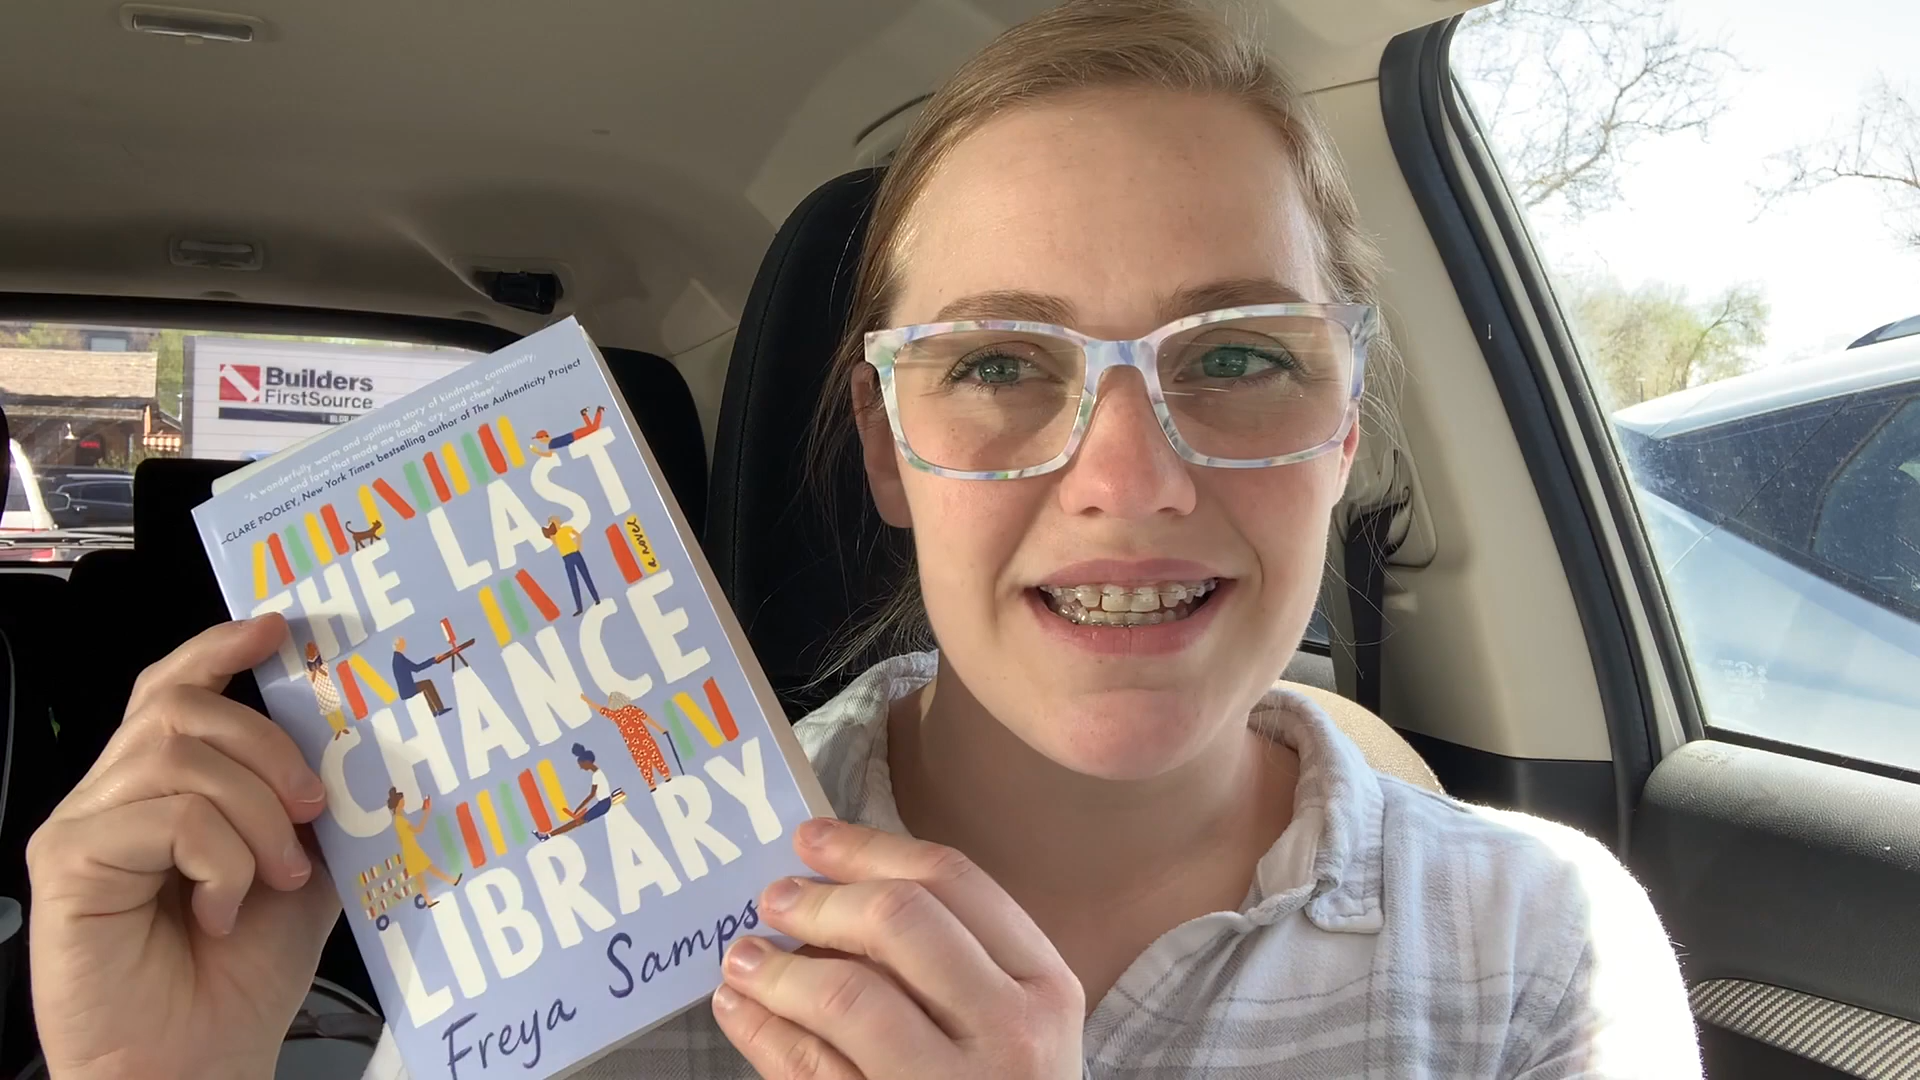 Builders
FirstSource
"A wonderfully warm and uplifting story of kindness, community,
and love that made me laugh, cry, and cheer."
—CLARE POOLEY, New York Times bestselling author of The Authenticity Project
THE LAST
a novel
CHANCE
LIBRARY
Freya Samps